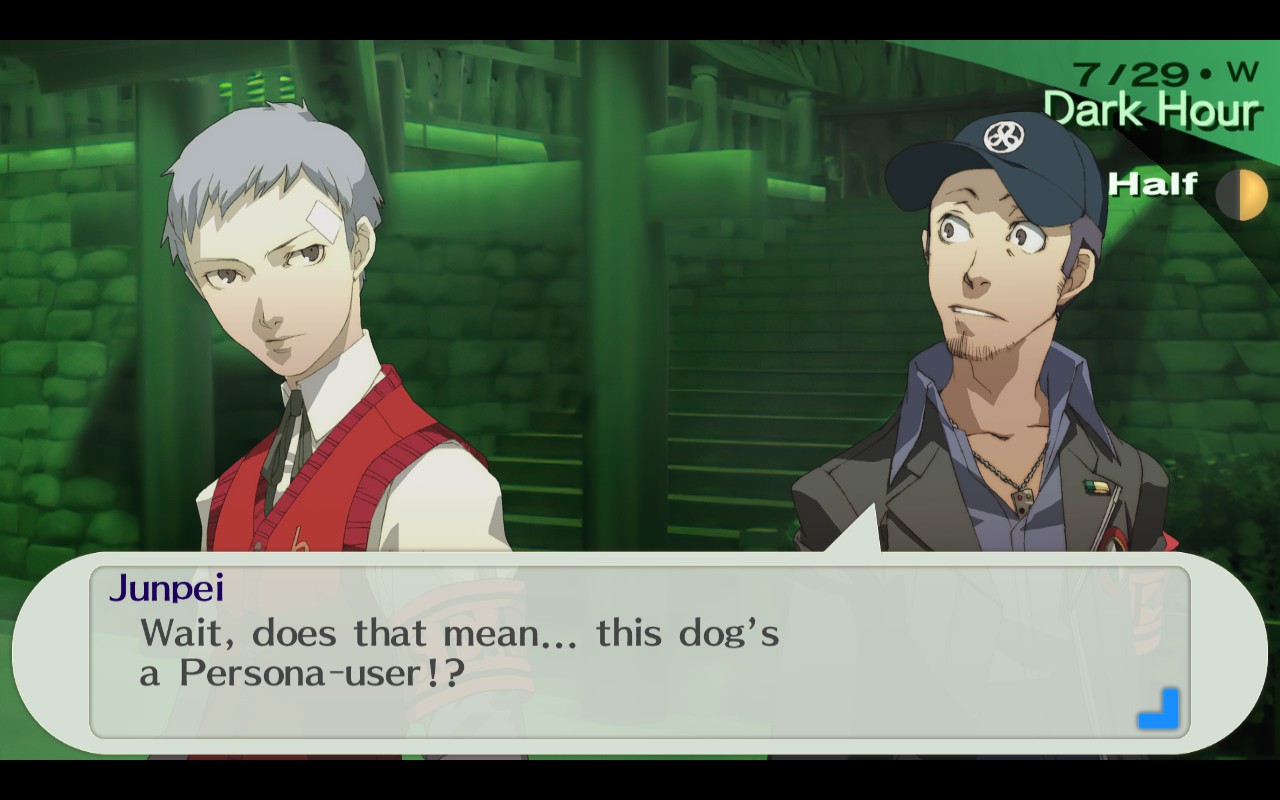 7/29・W
Dark Hour
Half
Junpei
Wait, does that mean... this dog's
a Persona-user!?